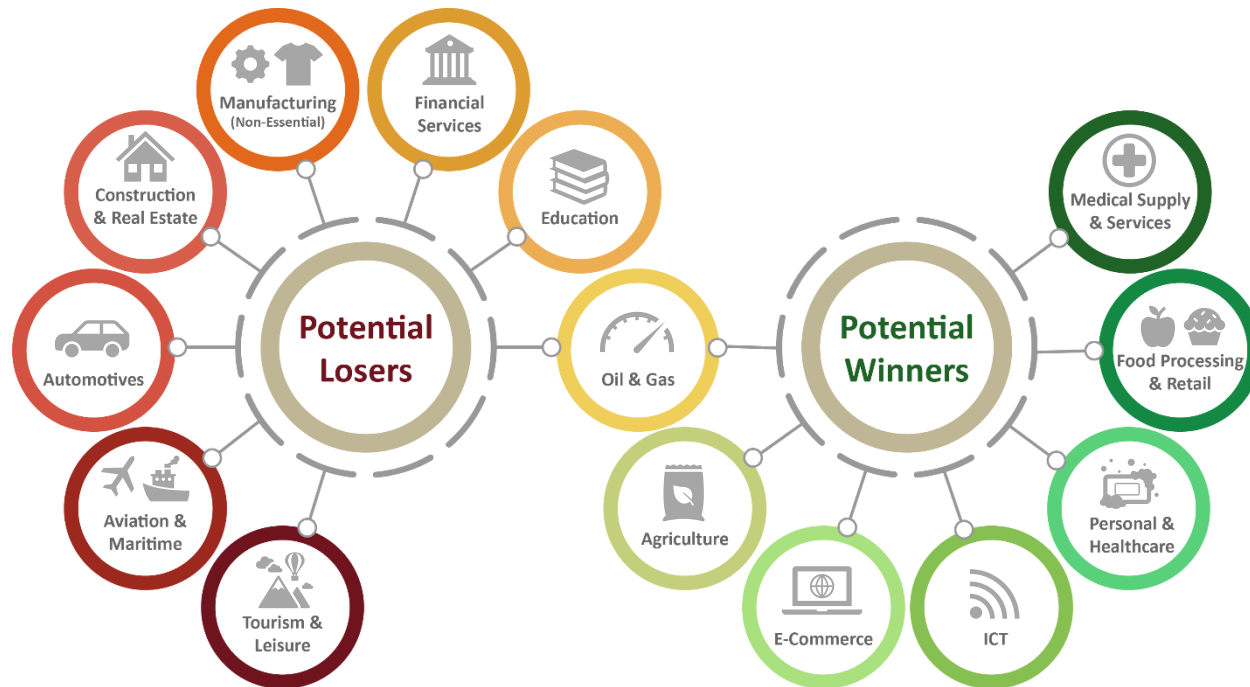 Manufacturing
(Non-Essential)
Financial
Services
Construction
& Real Estate
Education
Automotives
Potential
Losers
Oil & Gas
Aviation &
Maritime
Tourism &
Leisure
Potential
Winners
Medical Supply
& Services
Food Processing
& Retail
Personal &
Healthcare
Agriculture
E-Commerce
ICT